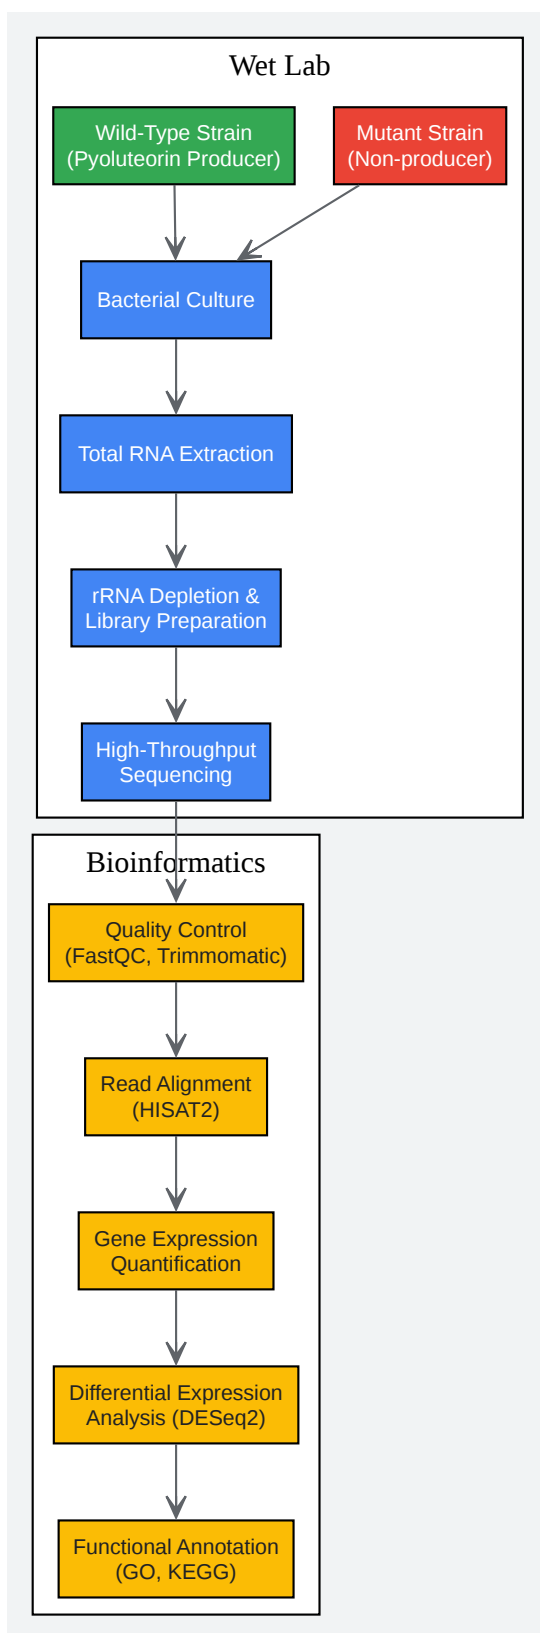 Wet Lab
Wild-Type Strain
(Pyoluteorin Producer)
Mutant Strain
(Non-producer)
Bacterial Culture
Total RNA Extraction
rRNA Depletion &
Library Preparation
High-Throughput
Sequencing
Bioinformatics
Quality Control
(FastQC, Trimmomatic)
Read Alignment
(HISAT2)
Gene Expression
Quantification
Differential Expression
Analysis (DESeq2)
Functional Annotation
(GO, KEGG)